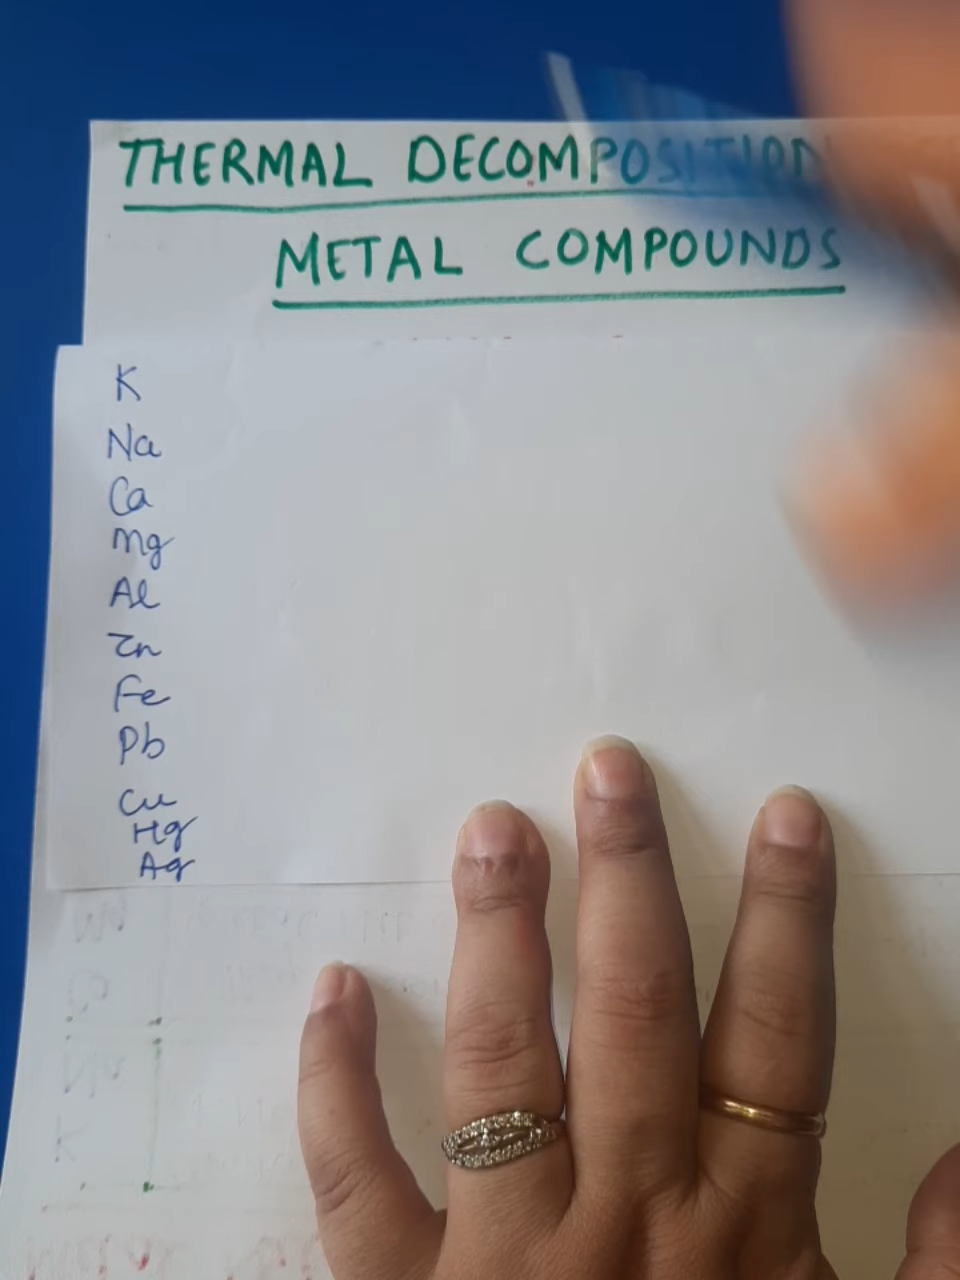 THERMAL DECOMPOSITION
METAL COMPOUNDS
K
Na
Ca
Mg
Al
Zn
Fe
Pb
Cu
Hg
Ag